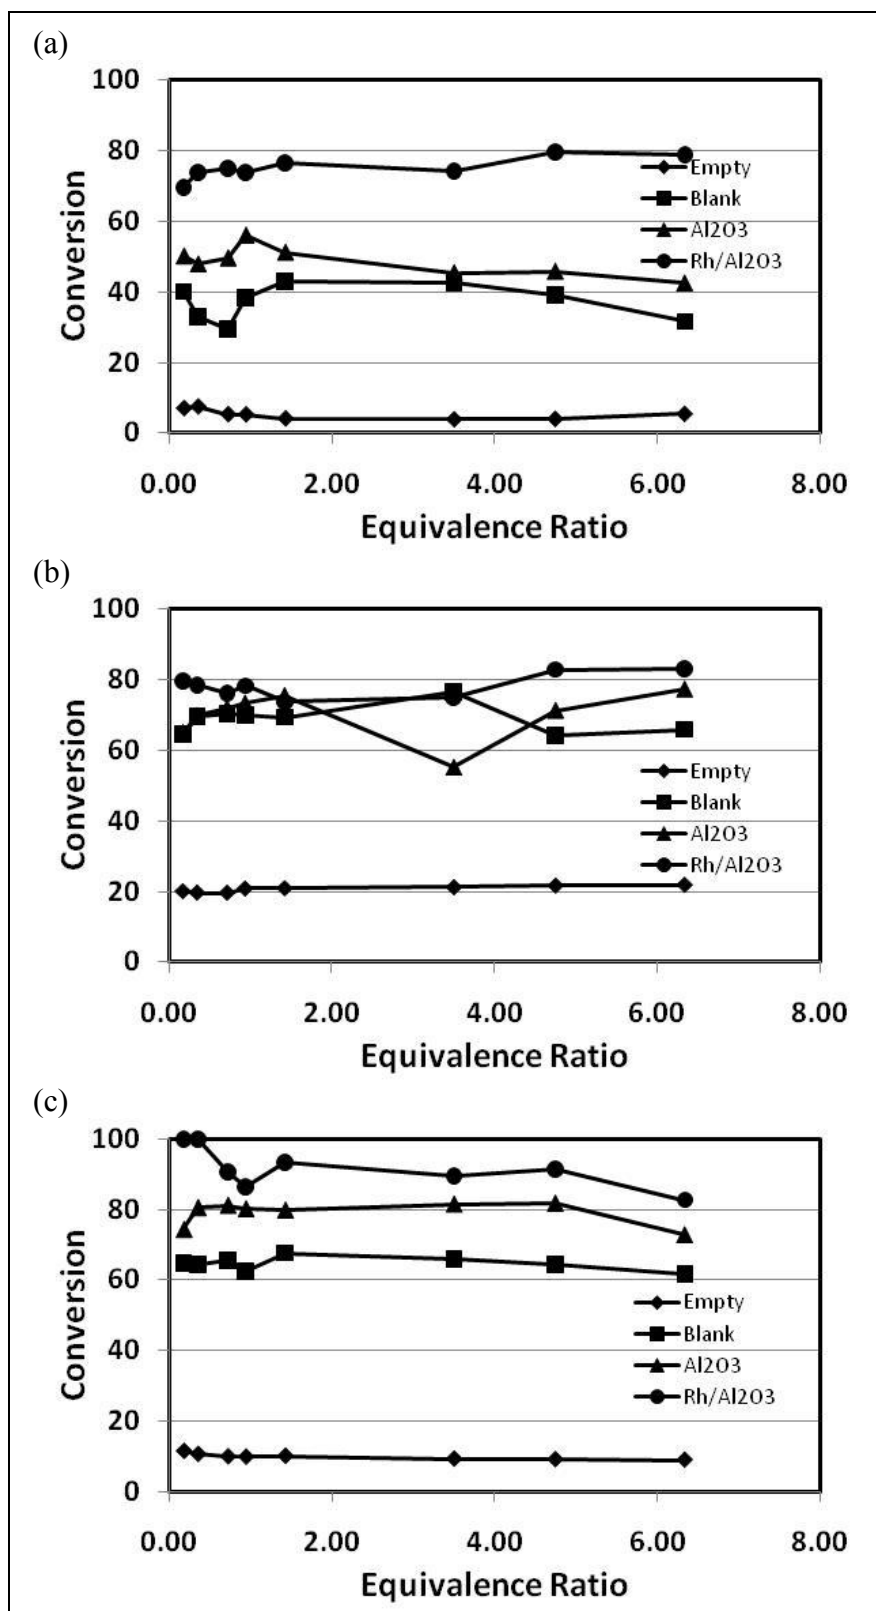 (a)
100
80
60
40
20
0
Conversion
0.00 2.00 4.00 6.00 8.00
Equivalence Ratio
Empty
Blank
Al2O3
Rh/Al2O3
(b)
100
80
60
40
20
0
Conversion
0.00 2.00 4.00 6.00 8.00
Equivalence Ratio
Empty
Blank
Al2O3
Rh/Al2O3
(c)
100
80
60
40
20
0
Conversion
0.00 2.00 4.00 6.00 8.00
Equivalence Ratio
Empty
Blank
Al2O3
Rh/Al2O3